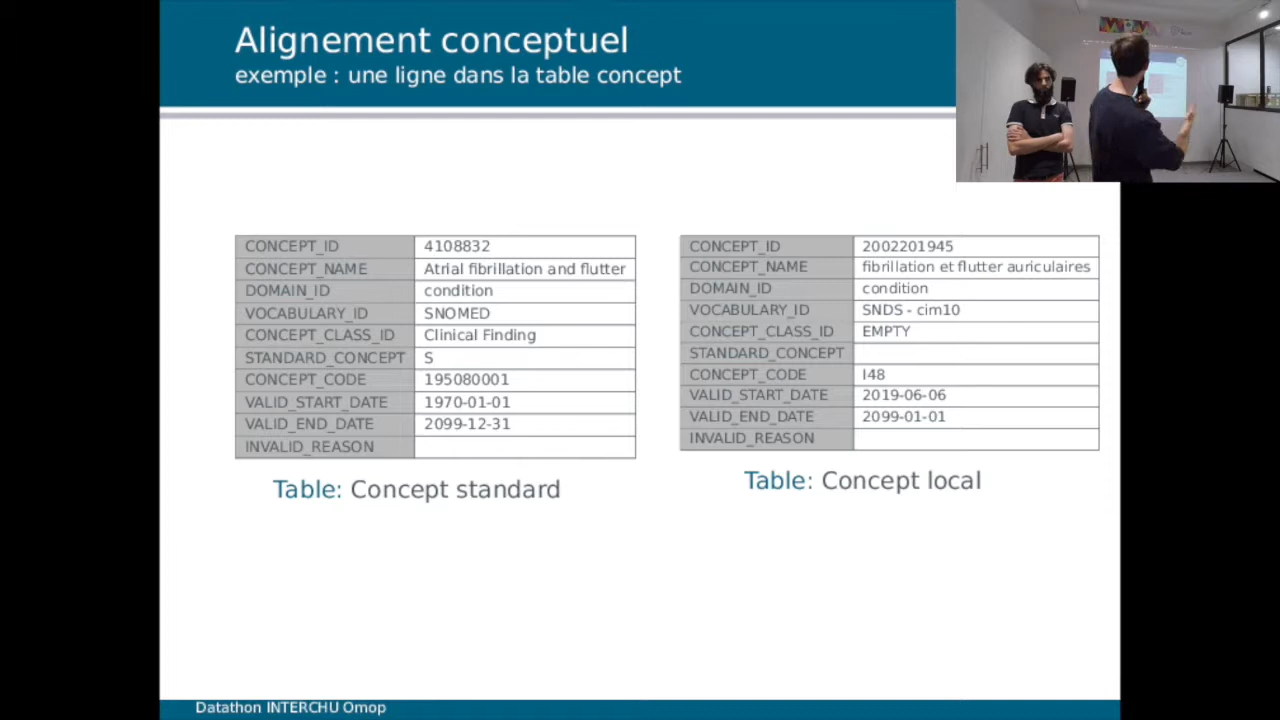 Alignement conceptuel
exemple : une ligne dans la table concept
CONCEPT_ID 4108832
CONCEPT_NAME Atrial fibrillation and flutter
DOMAIN_ID condition
VOCABULARY_ID SNOMED
CONCEPT_CLASS_ID Clinical Finding
STANDARD_CONCEPT S
CONCEPT_CODE 195080001
VALID_START_DATE 1970-01-01
VALID_END_DATE 2099-12-31
INVALID_REASON
Table: Concept standard
CONCEPT_ID 2002201945
CONCEPT_NAME fibrillation et flutter auriculaires
DOMAIN_ID condition
VOCABULARY_ID SNDS - cim10
CONCEPT_CLASS_ID EMPTY
STANDARD_CONCEPT
CONCEPT_CODE I48
VALID_START_DATE 2019-06-06
VALID_END_DATE 2099-01-01
INVALID_REASON
Table: Concept local
Datathon INTERCHU Omop